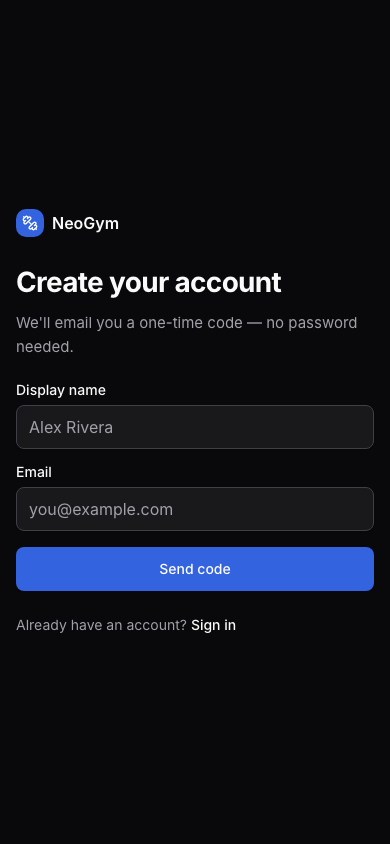 NeoGym
Create your account
We'll email you a one-time code — no password
needed.
Display name
Alex Rivera
Email
you@example.com
Send code
Already have an account? Sign in